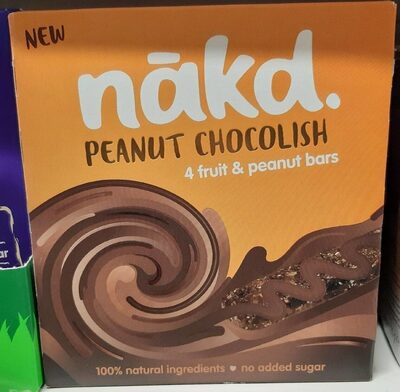 NEW
nākd.
PEANUT CHOCOLISH
4 fruit & peanut bars
100% natural ingredients ♥ no added sugar